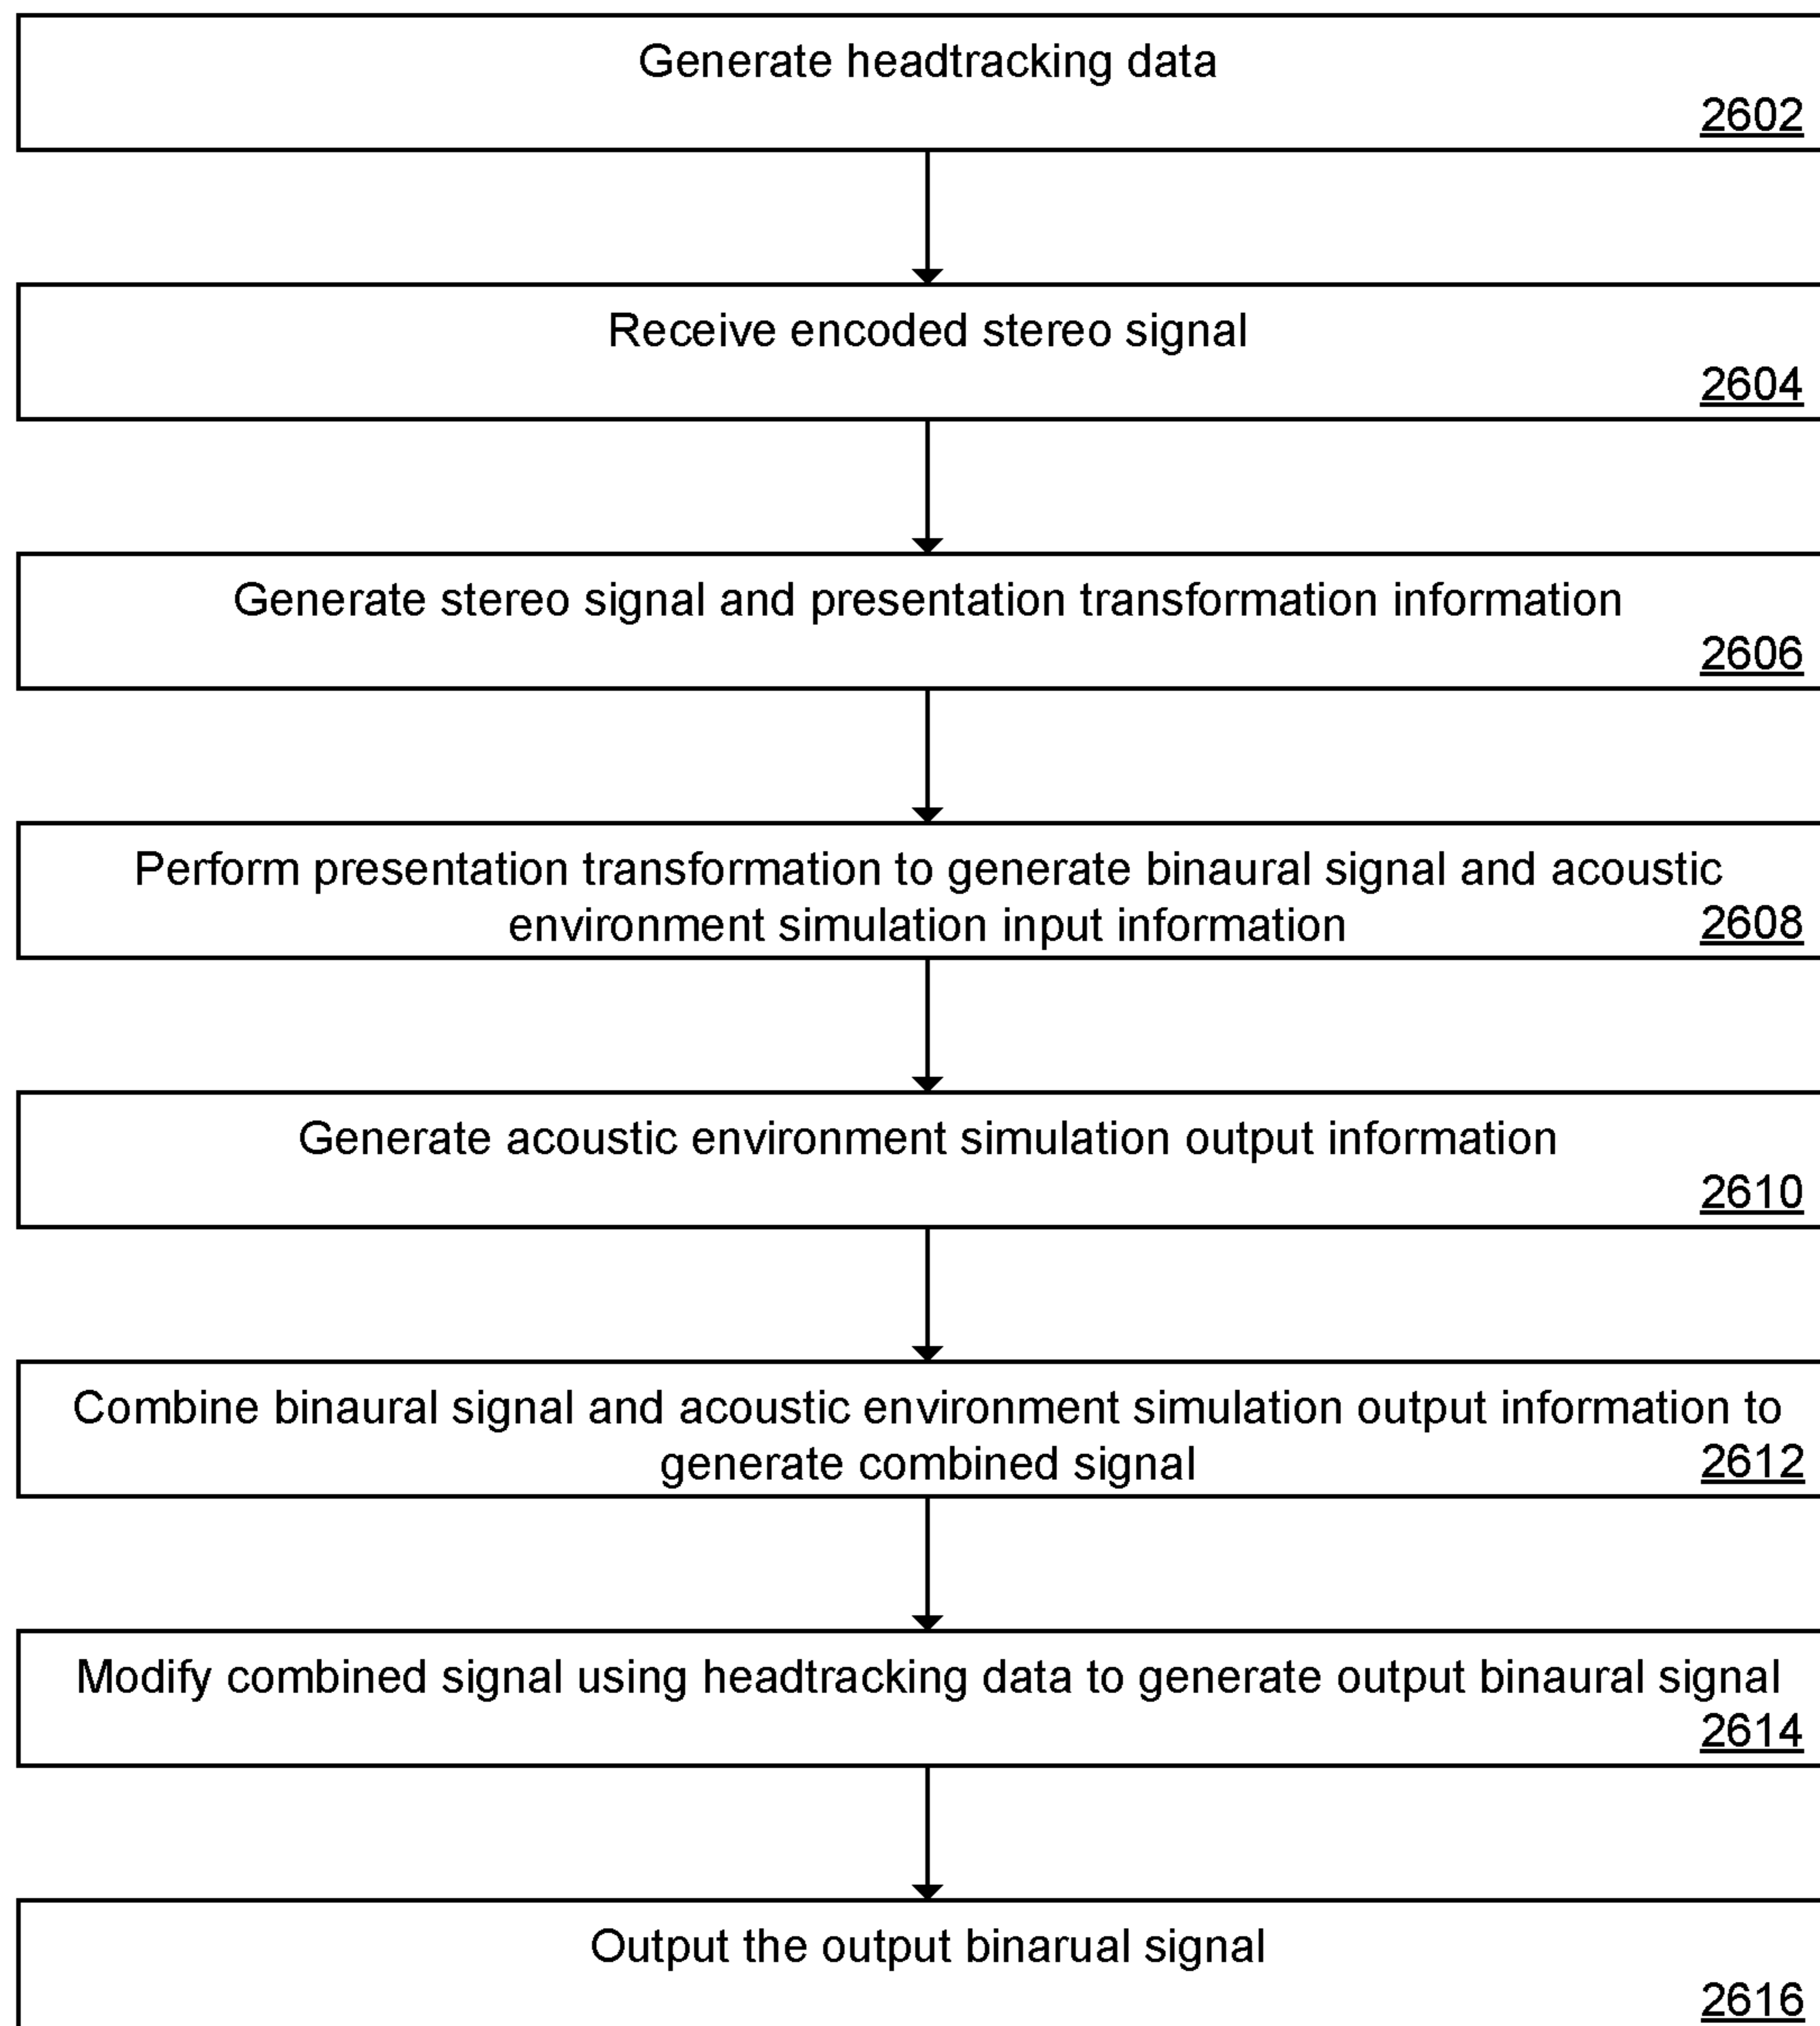 Generate headtracking data
2602
Receive encoded stereo signal
2604
Generate stereo signal and presentation transformation information
2606
Perform presentation transformation to generate binaural signal and acoustic
environment simulation input information
2608
Generate acoustic environment simulation output information
2610
Combine binaural signal and acoustic environment simulation output information to
generate combined signal
2612
Modify combined signal using headtracking data to generate output binaural signal
2614
Output the output binarual signal
2616